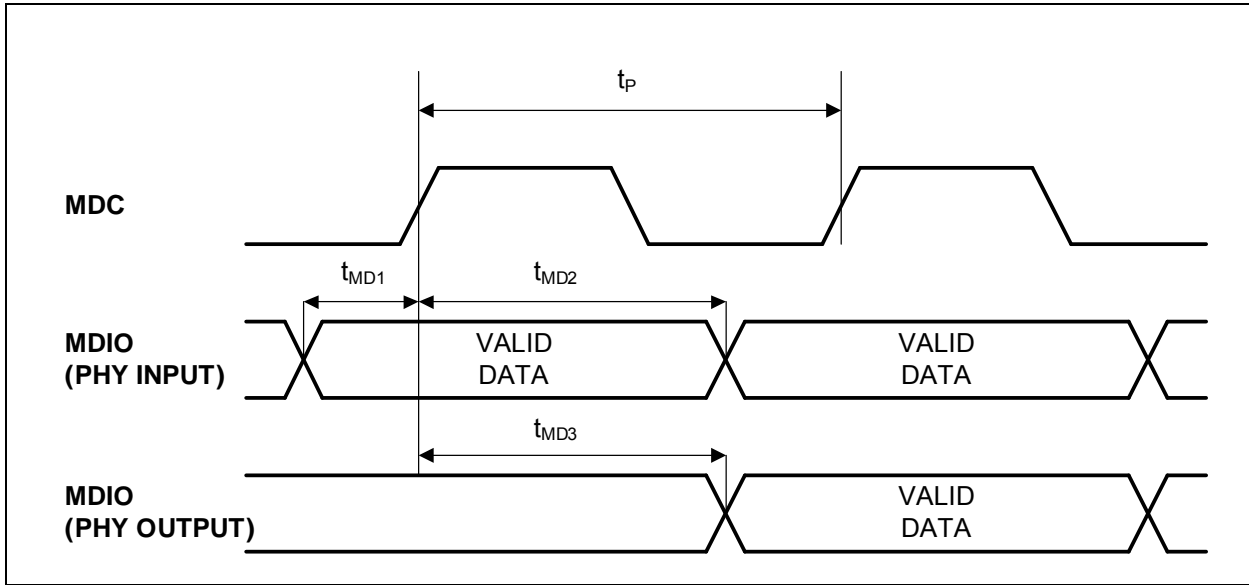 tP
MDC
tMD1
tMD2
MDIO
(PHY INPUT)
VALID
DATA
VALID
DATA
tMD3
MDIO
(PHY OUTPUT)
VALID
DATA